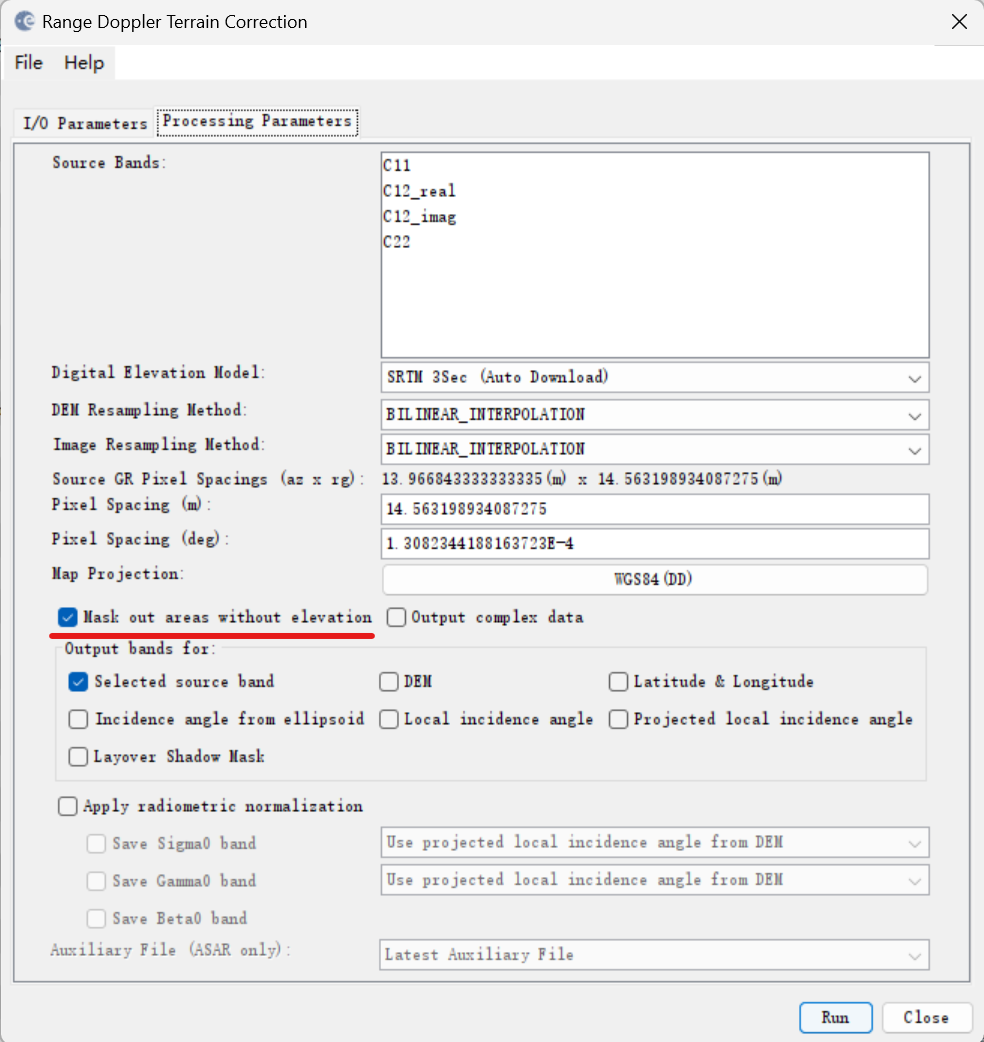 Range Doppler Terrain Correction
File Help
I/O Parameters Processing Parameters
Source Bands:
C11
C12_real
C12_imag
C22
Digital Elevation Model: SRTM 3Sec (Auto Download)
DEM Resampling Method: BILINEAR_INTERPOLATION
Image Resampling Method: BILINEAR_INTERPOLATION
Source GR Pixel Spacings (az x rg): 13.966843333333335(m) x 14.563198934087275(m)
Pixel Spacing (m): 14.563198934087275
Pixel Spacing (deg): 1.3082344188163723E-4
Map Projection: WGS84(DD)
Mask out areas without elevation Output complex data
Output bands for:
Selected source band DEM Latitude & Longitude
Incidence angle from ellipsoid Local incidence angle Projected local incidence angle
Layover Shadow Mask
Apply radiometric normalization
Save Sigma0 band Use projected local incidence angle from DEM
Save Gamma0 band Use projected local incidence angle from DEM
Save Beta0 band
Auxiliary File (ASAR only): Latest Auxiliary File
Run Close